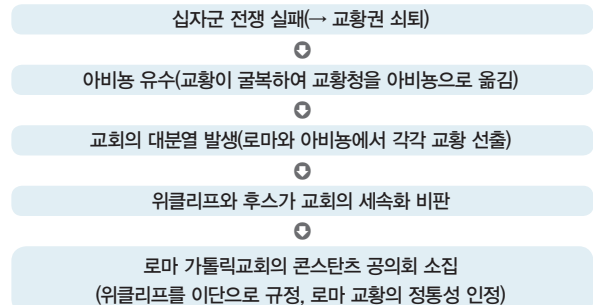 십자군 전쟁 실패(→ 교황권 쇠퇴)
아비뇽 유수(교황이 굴복하여 교황청을 아비뇽으로 옮김)
교회의 대분열 발생(로마와 아비뇽에서 각각 교황 선출)
위클리프와 후스가 교회의 세속화 비판
로마 가톨릭교회의 콘스탄츠 공의회 소집
(위클리프를 이단으로 규정, 로마 교황의 정통성 인정)